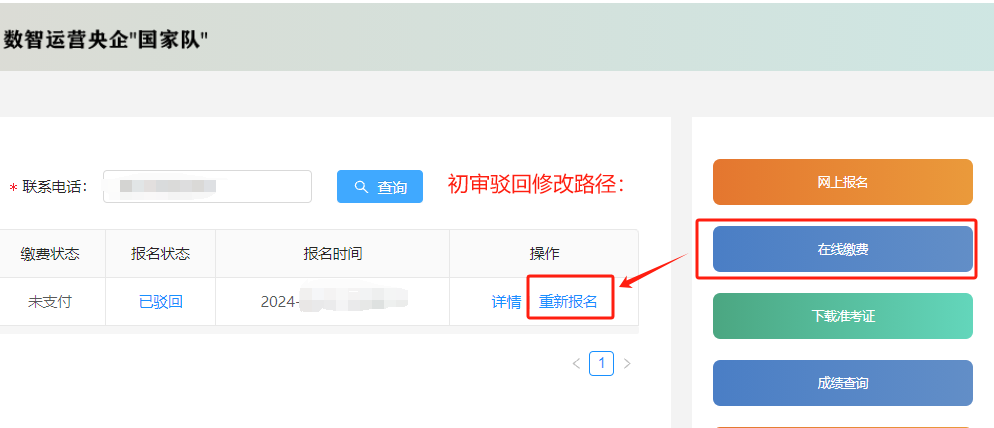 数智运营央企"国家队"
* 联系电话：
查询
初审驳回修改路径：
缴费状态 报名状态 报名时间 操作
未支付 已驳回 2024- 详情 重新报名
1
网上报名
在线缴费
下载准考证
成绩查询